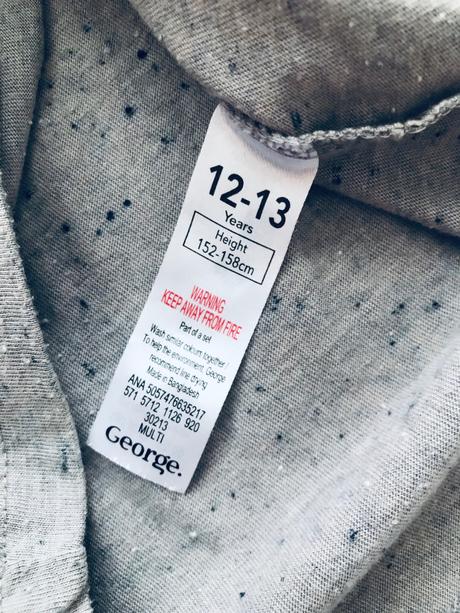 12-13
Years
Height
152-158cm
WARNING
KEEP AWAY FROM FIRE
Part of a set
Wash similar colours together /
To help the environment, George
recommend line drying
Made in Bangladesh
ANA 5057476635217
571 5712 1126 920
30213
MULTI
George.